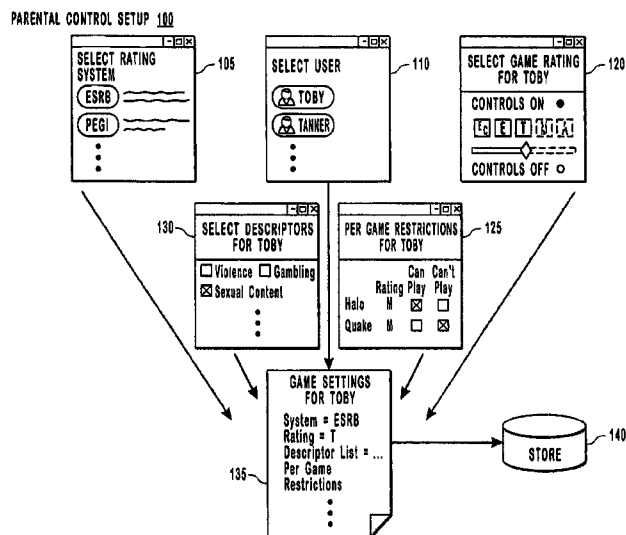 PARENTAL CONTROL SETUP 100
SELECT RATING
SYSTEM
ESRB
PEGI
105
SELECT USER
TOBY
TANNER
110
SELECT GAME RATING
FOR TOBY
CONTROLS ON
Ec E T M A
CONTROLS OFF
120
130
SELECT DESCRIPTORS
FOR TOBY
Violence Gambling
Sexual Content
PER GAME RESTRICTIONS
FOR TOBY
125
Can Can't
Rating Play Play
Halo M
Quake M
GAME SETTINGS
FOR TOBY
System = ESRB
Rating = T
Descriptor List = ...
Per Game
Restrictions
135
STORE
140